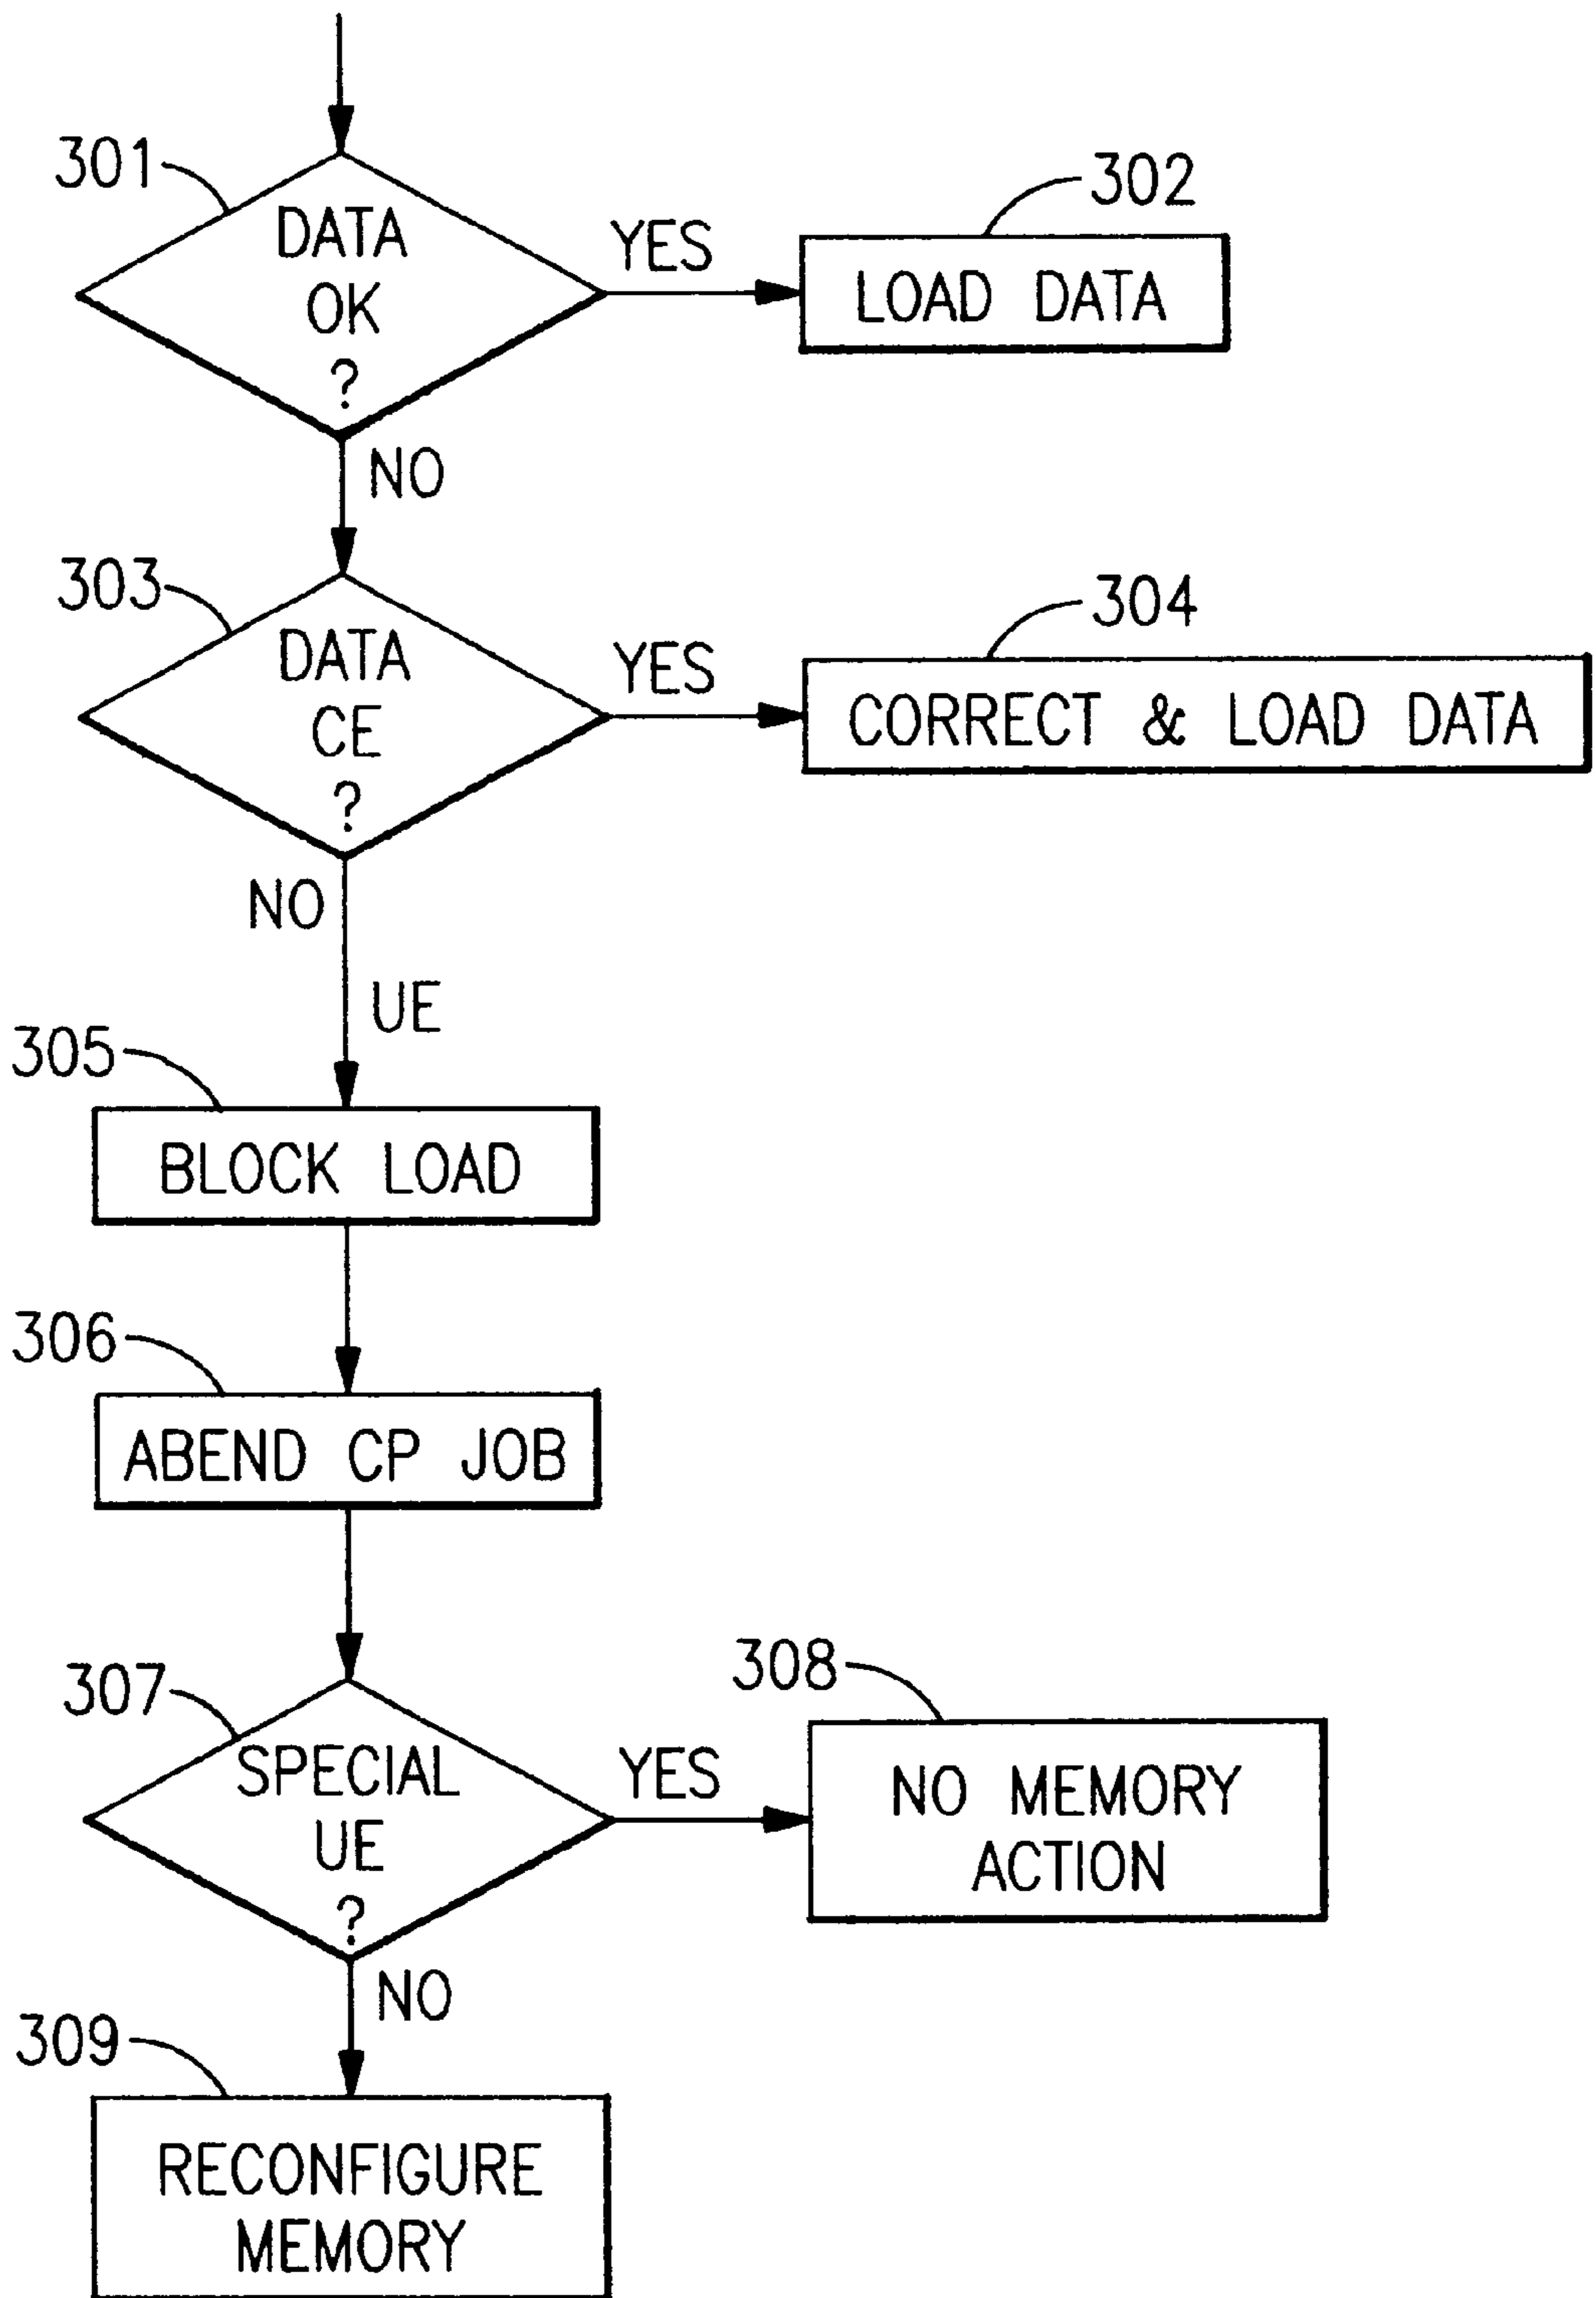 301
DATA
OK
?
YES
302
LOAD DATA
NO
303
DATA
CE
?
YES
304
CORRECT & LOAD DATA
NO
UE
305
BLOCK LOAD
306
ABEND CP JOB
307
SPECIAL
UE
?
YES
308
NO MEMORY
ACTION
NO
309
RECONFIGURE
MEMORY